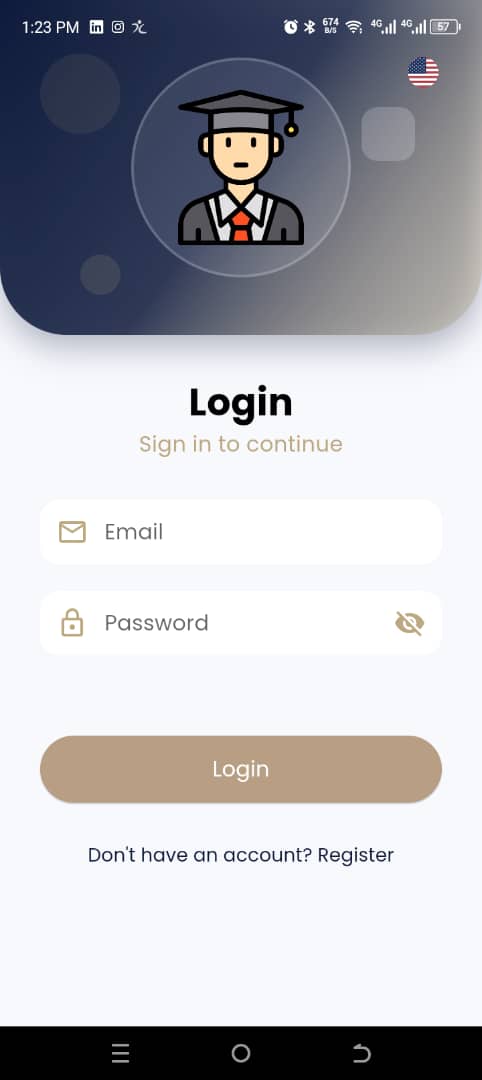 1:23 PM 674 B/S 4G 4G 57
Login
Sign in to continue
Email
Password
Login
Don't have an account? Register